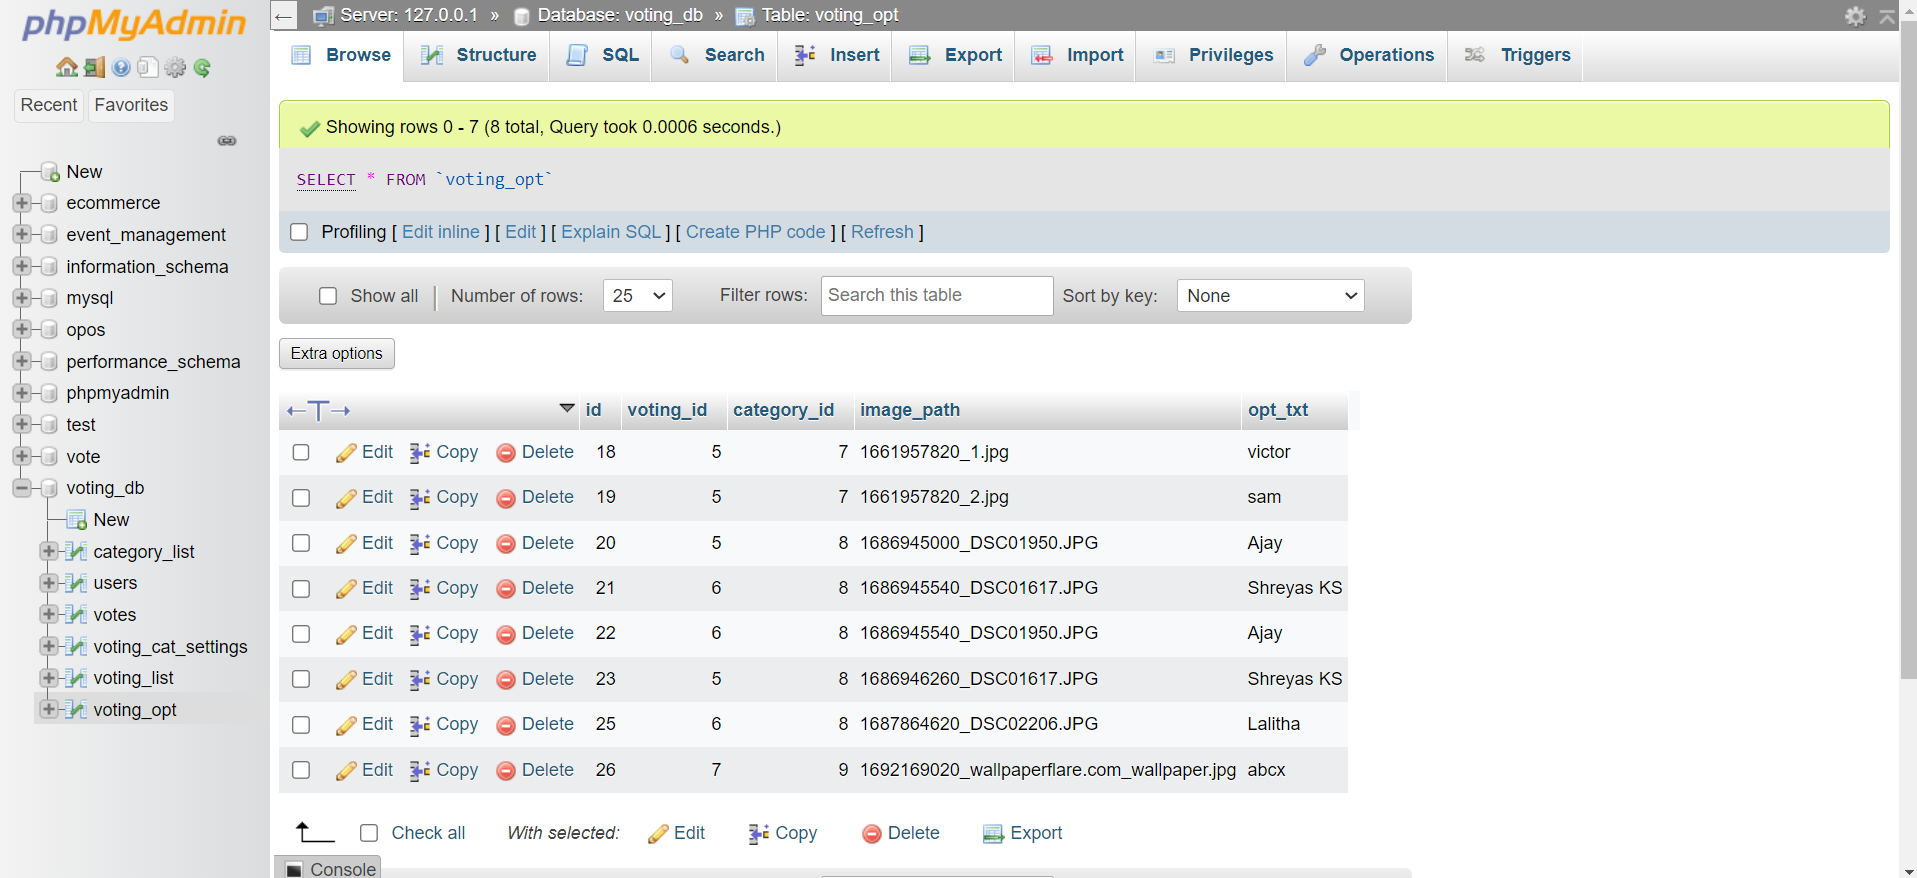 phpMyAdmin
Recent Favorites
New
ecommerce
event_management
information_schema
mysql
opos
performance_schema
phpmyadmin
test
vote
voting_db
New
category_list
users
votes
voting_cat_settings
voting_list
voting_opt
Server: 127.0.0.1 » Database: voting_db » Table: voting_opt
Browse Structure SQL Search Insert Export Import Privileges Operations Triggers
Showing rows 0 - 7 (8 total, Query took 0.0006 seconds.)
SELECT * FROM `voting_opt`
Profiling [ Edit inline ] [ Edit ] [ Explain SQL ] [ Create PHP code ] [ Refresh ]
Show all Number of rows: 25 Filter rows: Search this table Sort by key: None
Extra options
id voting_id category_id image_path opt_txt
Edit Copy Delete 18 5 7 1661957820_1.jpg victor
Edit Copy Delete 19 5 7 1661957820_2.jpg sam
Edit Copy Delete 20 5 8 1686945000_DSC01950.JPG Ajay
Edit Copy Delete 21 6 8 1686945540_DSC01617.JPG Shreyas KS
Edit Copy Delete 22 6 8 1686945540_DSC01950.JPG Ajay
Edit Copy Delete 23 5 8 1686946260_DSC01617.JPG Shreyas KS
Edit Copy Delete 25 6 8 1687864620_DSC02206.JPG Lalitha
Edit Copy Delete 26 7 9 1692169020_wallpaperflare.com_wallpaper.jpg abcx
Check all With selected: Edit Copy Delete Export
Console